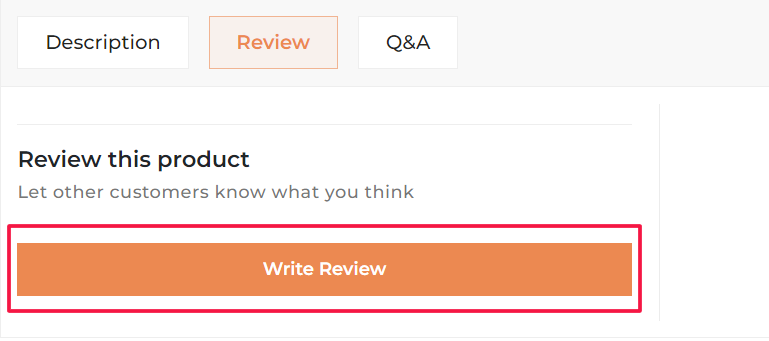 Description
Review
Q&A
Review this product
Let other customers know what you think
Write Review